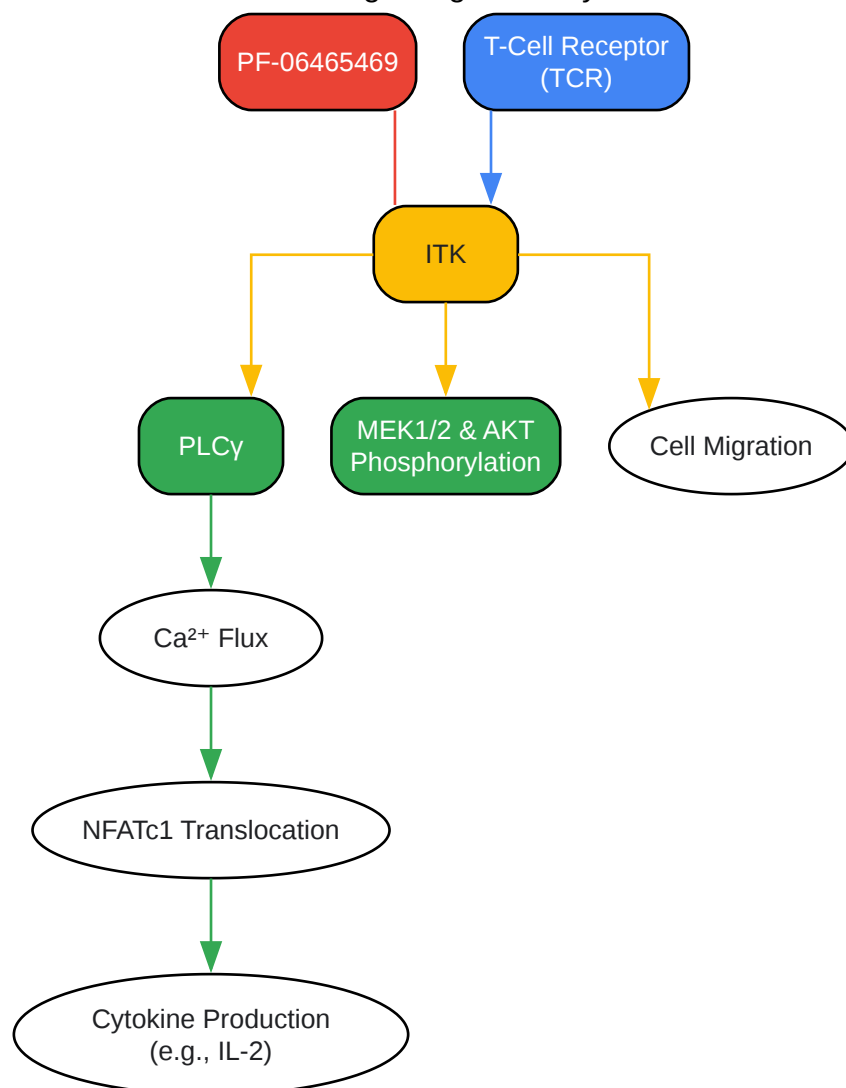 PF-06465469
T-Cell Receptor
(TCR)
ITK
PLCγ
MEK1/2 & AKT
Phosphorylation
Cell Migration
Ca²⁺ Flux
NFATc1 Translocation
Cytokine Production
(e.g., IL-2)